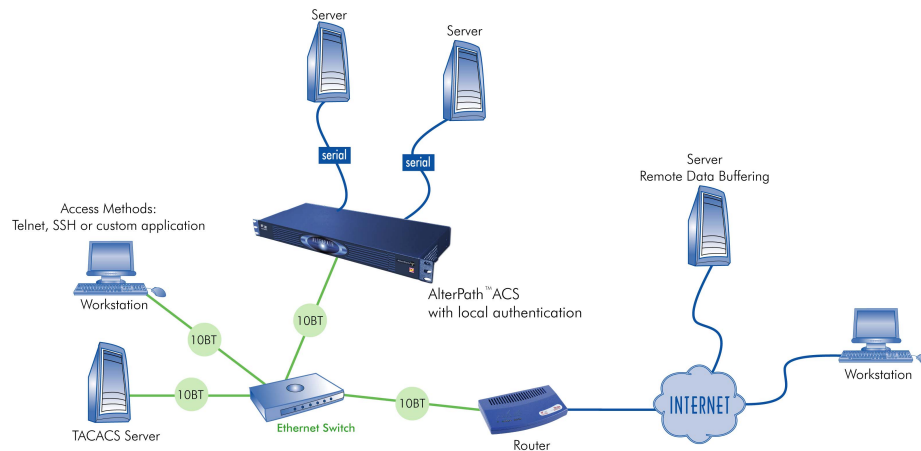 Server
Server
serial
serial
Server
Remote Data Buffering
Access Methods:
Telnet, SSH or custom application
Workstation
AlterPath™ACS
with local authentication
10BT
10BT
10BT
10BT
TACACS Server
Ethernet Switch
Router
INTERNET
Workstation